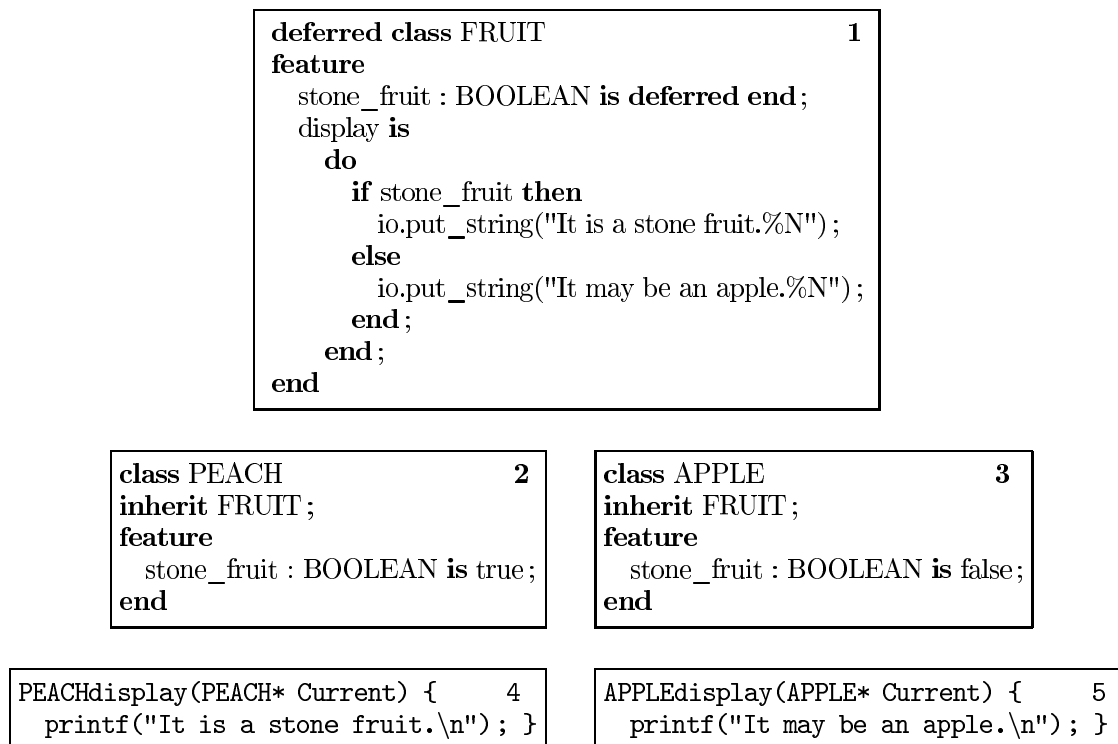 deferred class FRUIT 1
feature
stone_fruit : BOOLEAN is deferred end;
display is
do
if stone_fruit then
io.put_string("It is a stone fruit.%N");
else
io.put_string("It may be an apple.%N");
end;
end;
end
class PEACH 2
inherit FRUIT;
feature
stone_fruit : BOOLEAN is true;
end
class APPLE 3
inherit FRUIT;
feature
stone_fruit : BOOLEAN is false;
end
PEACHdisplay(PEACH* Current) { 4
printf("It is a stone fruit.\n"); }
APPLEdisplay(APPLE* Current) { 5
printf("It may be an apple.\n"); }